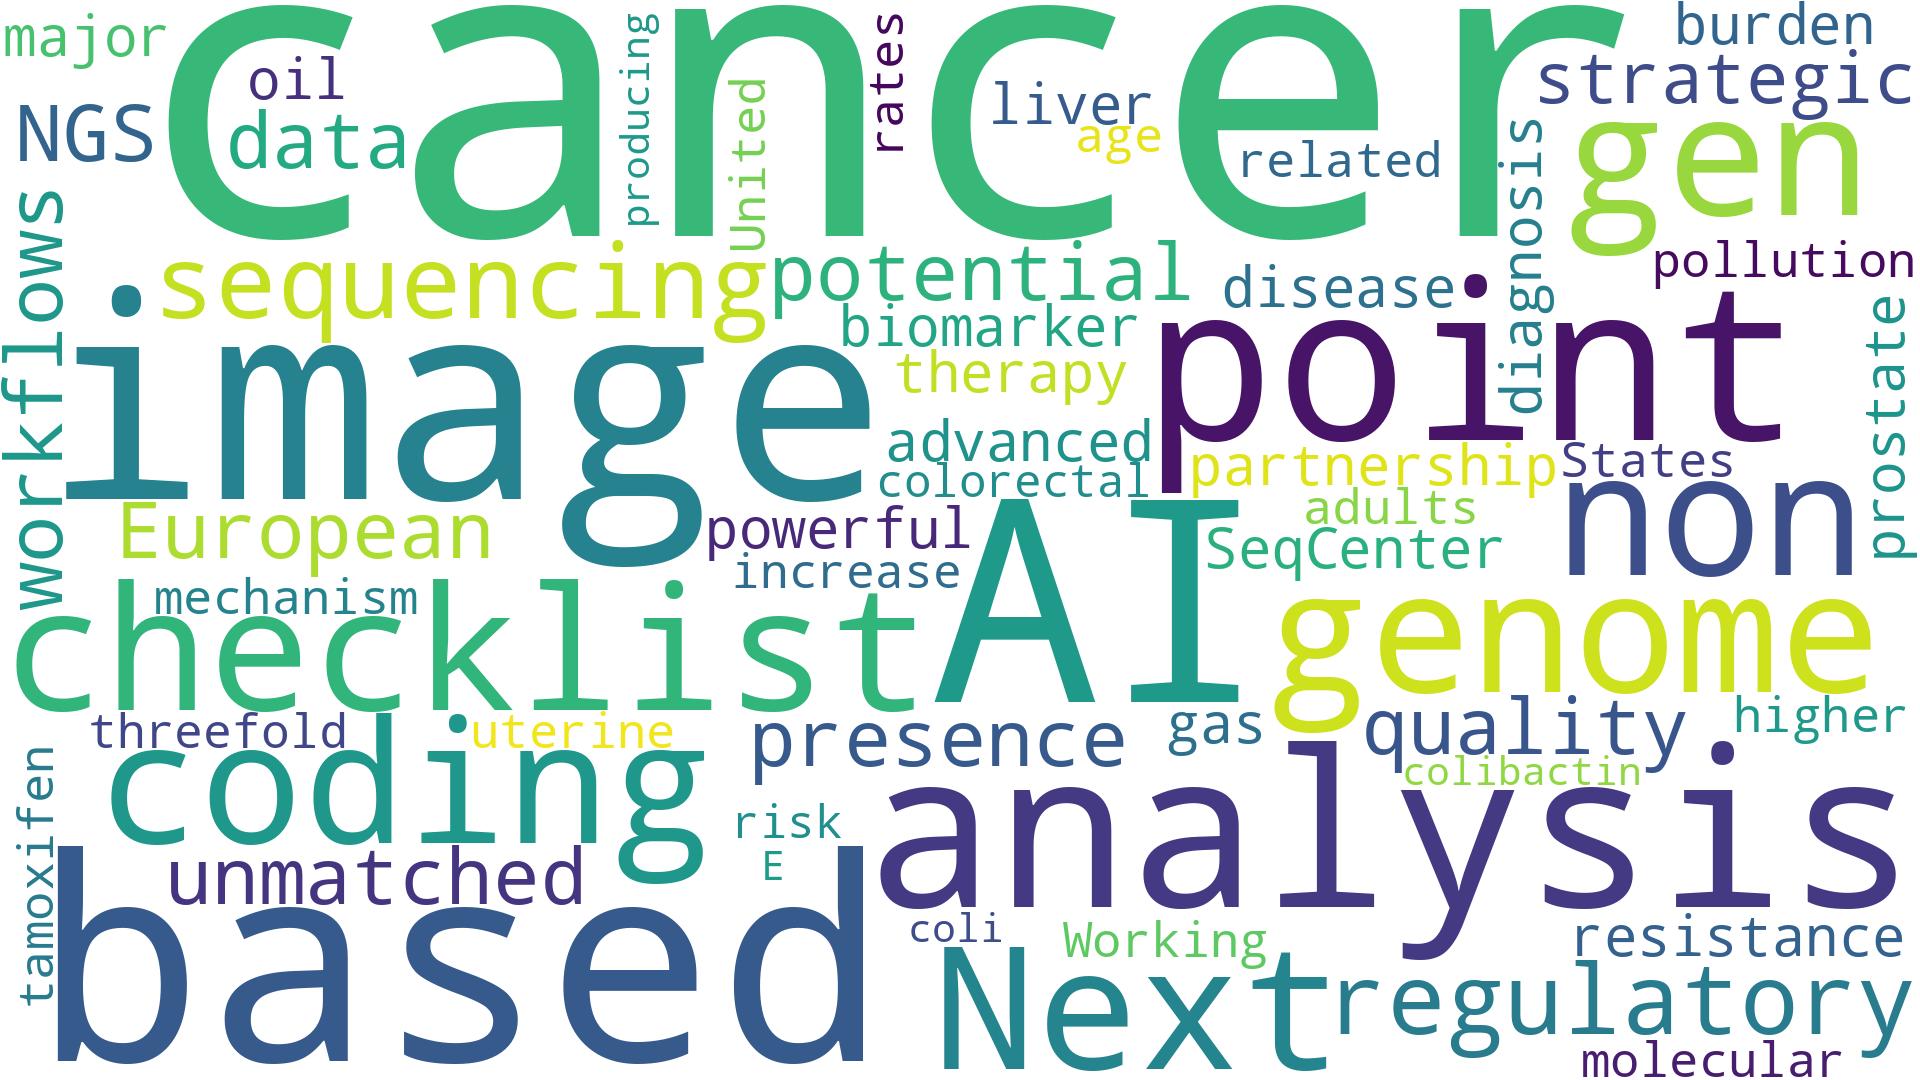 major
cancer
burden
oil
producing
United
rates
liver
age
strategic
NGS
data
related
diagnosis
gen
workflows
sequencing
potential
disease
pollution
biomarker
image
point
therapy
prostate
advanced
colorectal
partnership
States
European
powerful
adults
non
SeqCenter
increase
AI
mechanism
checklist
genome
threefold
uterine
presence
gas
quality
higher
coding
colibactin
tamoxifen
risk
E
analysis
unmatched
based
coli
Working
resistance
Next
regulatory
molecular